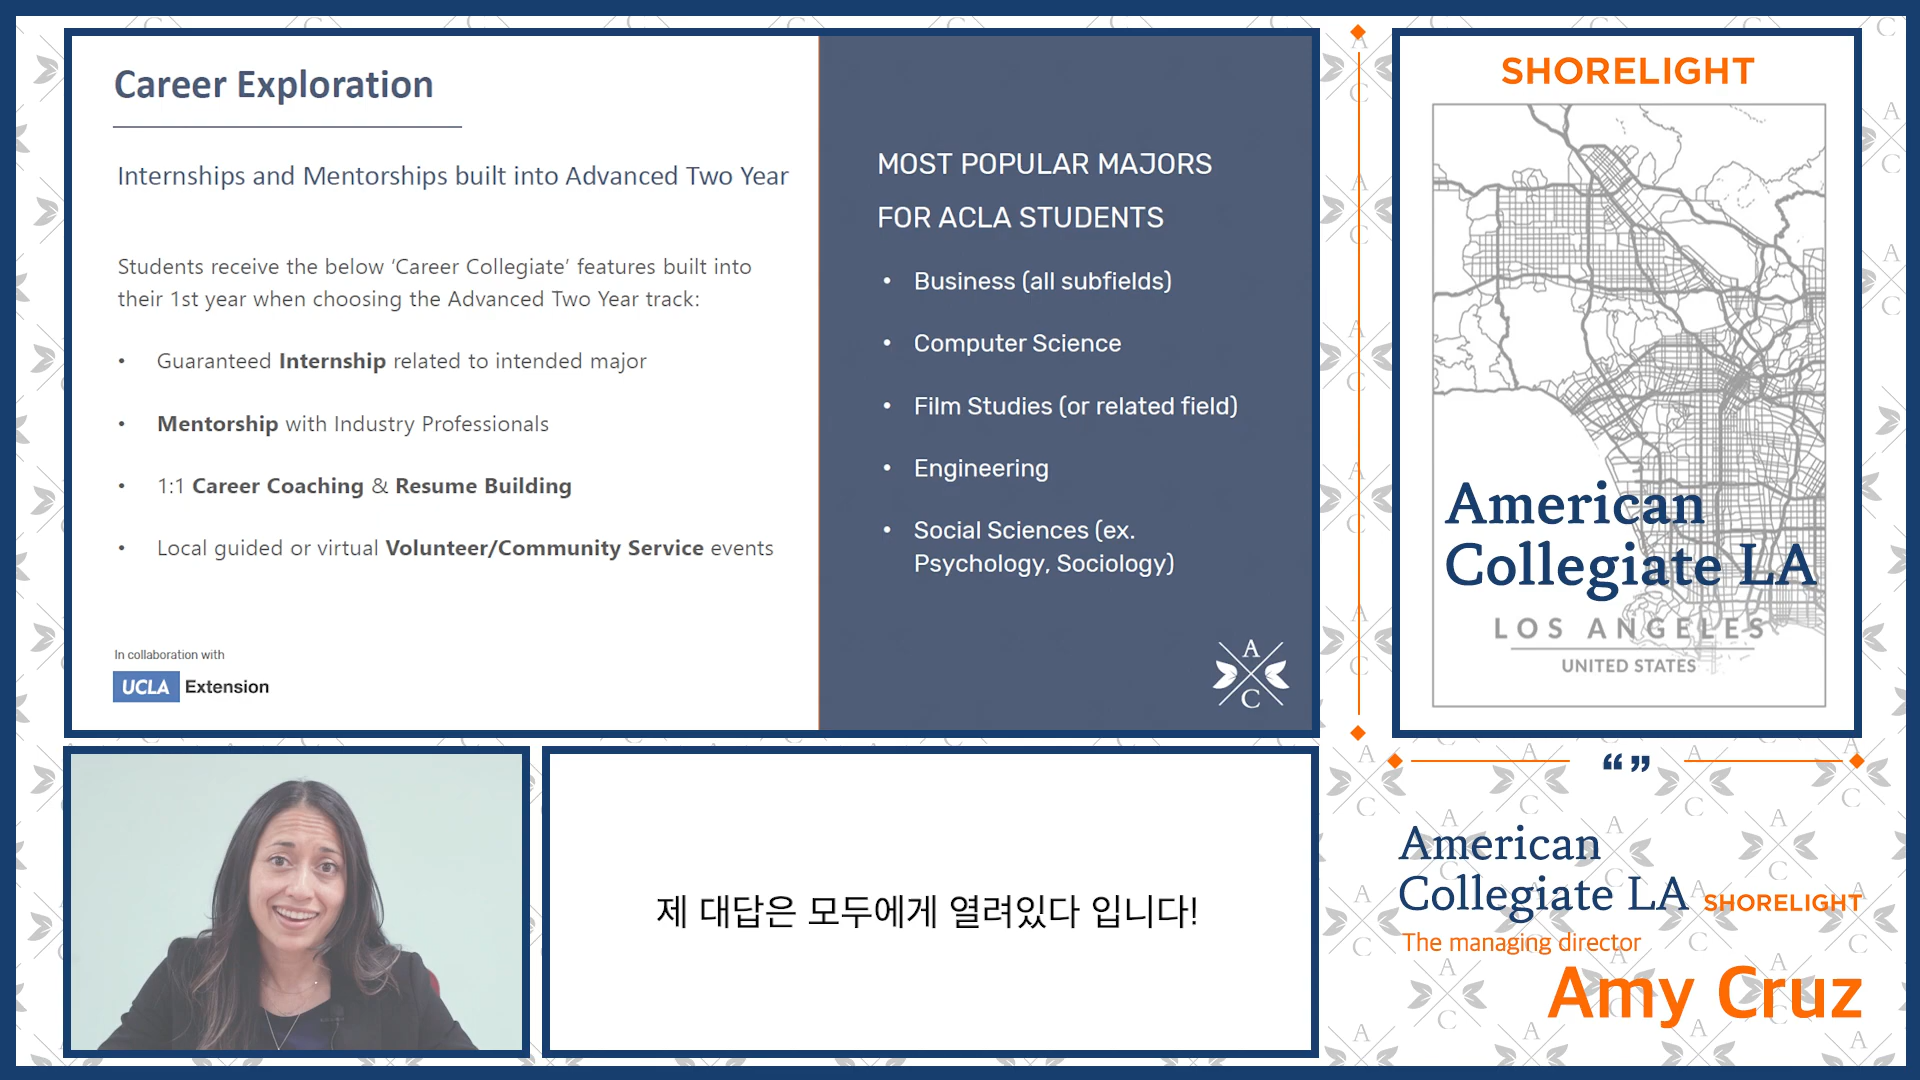 Career Exploration
Internships and Mentorships built into Advanced Two Year
Students receive the below ‘Career Collegiate’ features built into
their 1st year when choosing the Advanced Two Year track:
• Guaranteed Internship related to intended major
• Mentorship with Industry Professionals
• 1:1 Career Coaching & Resume Building
• Local guided or virtual Volunteer/Community Service events
In collaboration with
UCLA Extension
MOST POPULAR MAJORS
FOR ACLA STUDENTS
• Business (all subfields)
• Computer Science
• Film Studies (or related field)
• Engineering
• Social Sciences (ex.
Psychology, Sociology)
A
C
SHORELIGHT
American
Collegiate LA
LOS ANGELES
UNITED STATES
제 대답은 모두에게 열려있다 입니다!
“ ”
American
Collegiate LA SHORELIGHT
The managing director
Amy Cruz